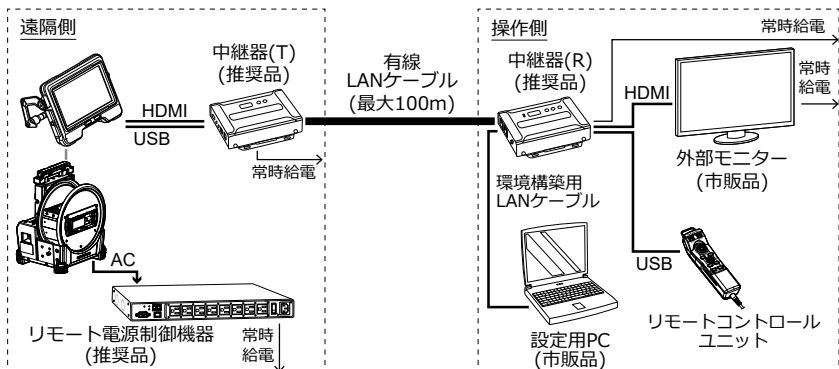 遠隔側
中継器(T)
(推奨品)
HDMI
USB
常時給電
AC
リモート電源制御機器
(推奨品)
常時
給電
有線
LANケーブル
(最大100m)
操作側
常時給電
中継器(R)
(推奨品)
HDMI
常時
給電
外部モニター
(市販品)
環境構築用
LANケーブル
USB
設定用PC
(市販品)
リモートコントロール
ユニット